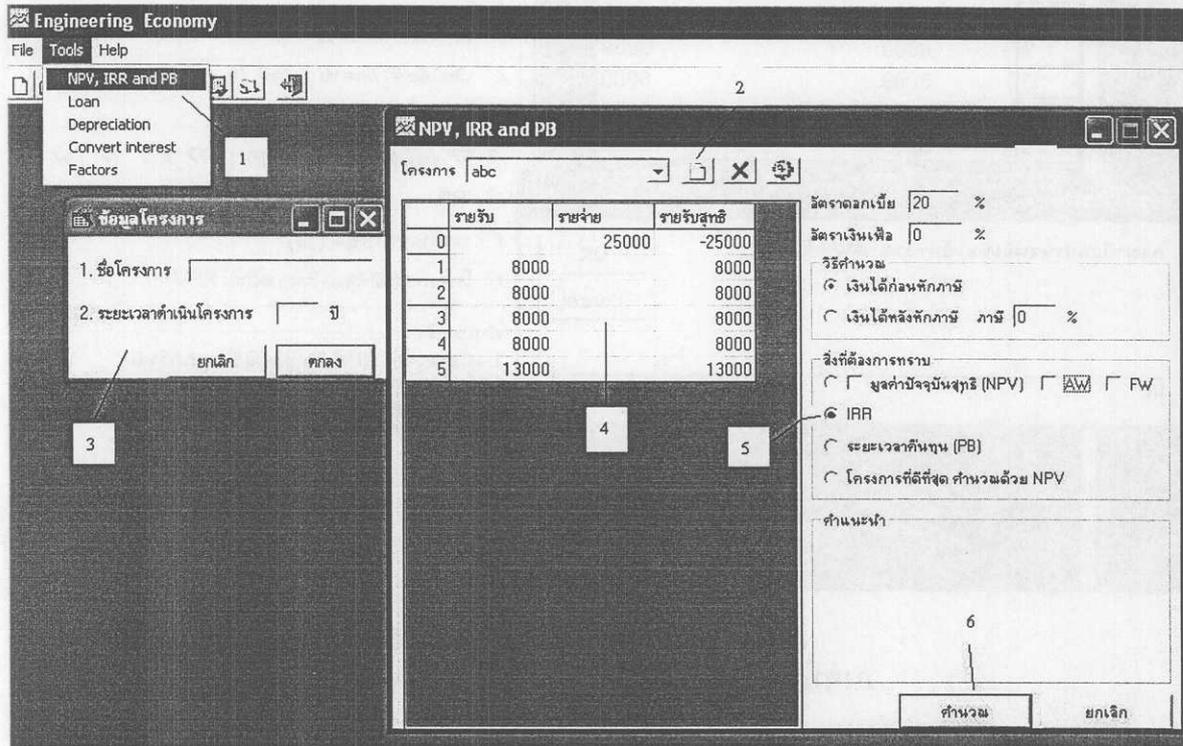 Engineering Economy
File Tools Help
NPV, IRR and PB
Loan
Depreciation
Convert interest
Factors
1
2
ข้อมูลโครงการ
1. ชื่อโครงการ
2. ระยะเวลาดำเนินโครงการ ปี
ยกเลิก ตกลง
3
NPV, IRR and PB
โครงการ abc
รายรับ รายจ่าย รายรับสุทธิ
0 25000 -25000
1 8000 8000
2 8000 8000
3 8000 8000
4 8000 8000
5 13000 13000
4
อัตราดอกเบี้ย 20 %
อัตราเงินเฟ้อ 0 %
วิธีคำนวณ
เงินได้ก่อนหักภาษี
เงินได้หลังหักภาษี ภาษี 0 %
สิ่งที่ต้องการทราบ
มูลค่าปัจจุบันสุทธิ (NPV) AW FW
IRR
5
ระยะเวลาคืนทุน (PB)
โครงการที่ดีที่สุด คำนวณด้วย NPV
คำแนะนำ
6
คำนวณ ยกเลิก